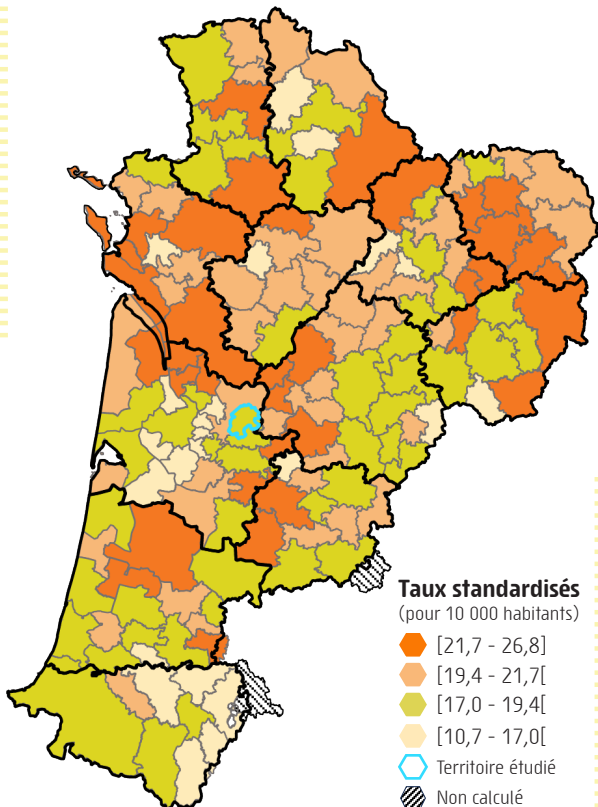 Taux standardisés
(pour 10 000 habitants)
[21,7 - 26,8]
[19,4 - 21,7[
[17,0 - 19,4[
[10,7 - 17,0[
Territoire étudié
Non calculé